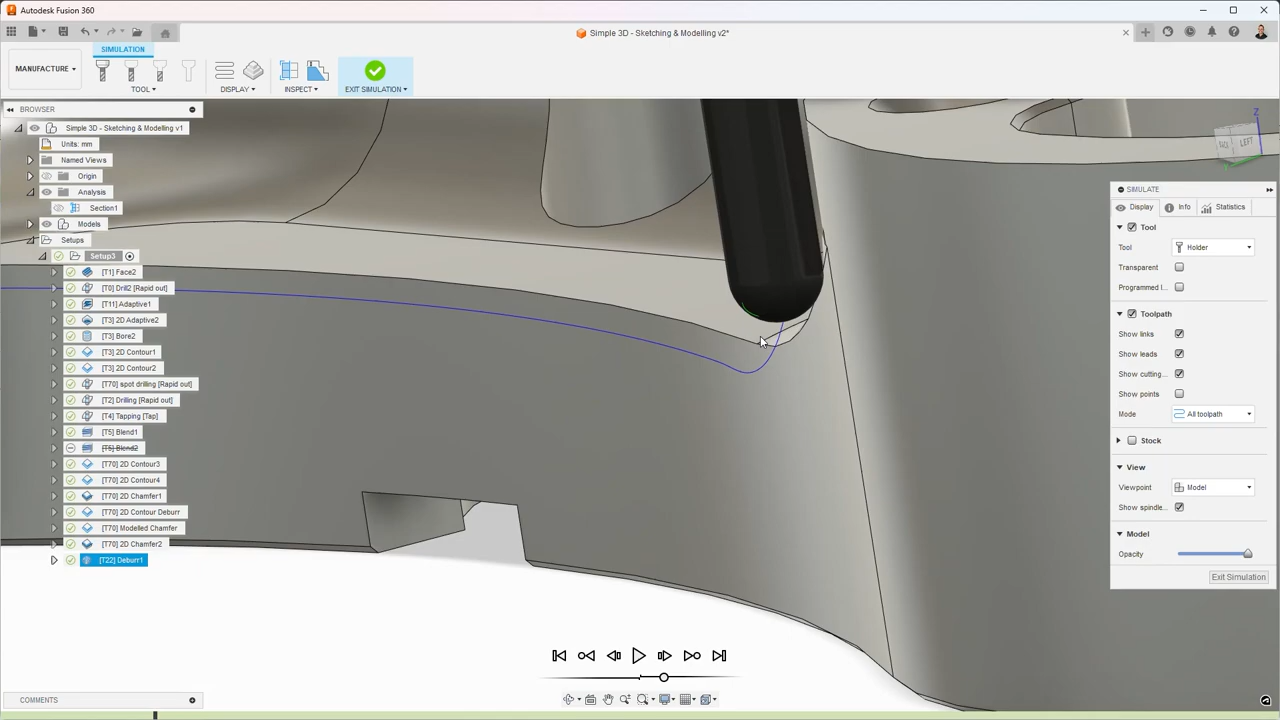 Autodesk Fusion 360
Simple 3D - Sketching & Modelling v2*
SIMULATION
MANUFACTURE
TOOL
DISPLAY
INSPECT
EXIT SIMULATION
BROWSER
Simple 3D - Sketching & Modelling v1
Units: mm
Named Views
Origin
Analysis
Section1
Models
Setups
Setup3
[T1] Face2
[T0] Drill2 [Rapid out]
[T11] Adaptive1
[T3] 2D Adaptive2
[T3] Bore2
[T3] 2D Contour1
[T3] 2D Contour2
[T70] spot drilling [Rapid out]
[T2] Drilling [Rapid out]
[T4] Tapping [Tap]
[T5] Blend1
[T5] Blend2
[T70] 2D Contour3
[T70] 2D Contour4
[T70] 2D Chamfer1
[T70] 2D Contour Deburr
[T70] Modelled Chamfer
[T70] 2D Chamfer2
[T22] Deburr1
Z
LEFT
SIMULATE
Display
Info
Statistics
Tool
Tool Holder
Transparent
Programmed l...
Toolpath
Show links
Show leads
Show cutting...
Show points
Mode All toolpath
Stock
View
Viewpoint Model
Show spindle...
Model
Opacity
Exit Simulation
COMMENTS